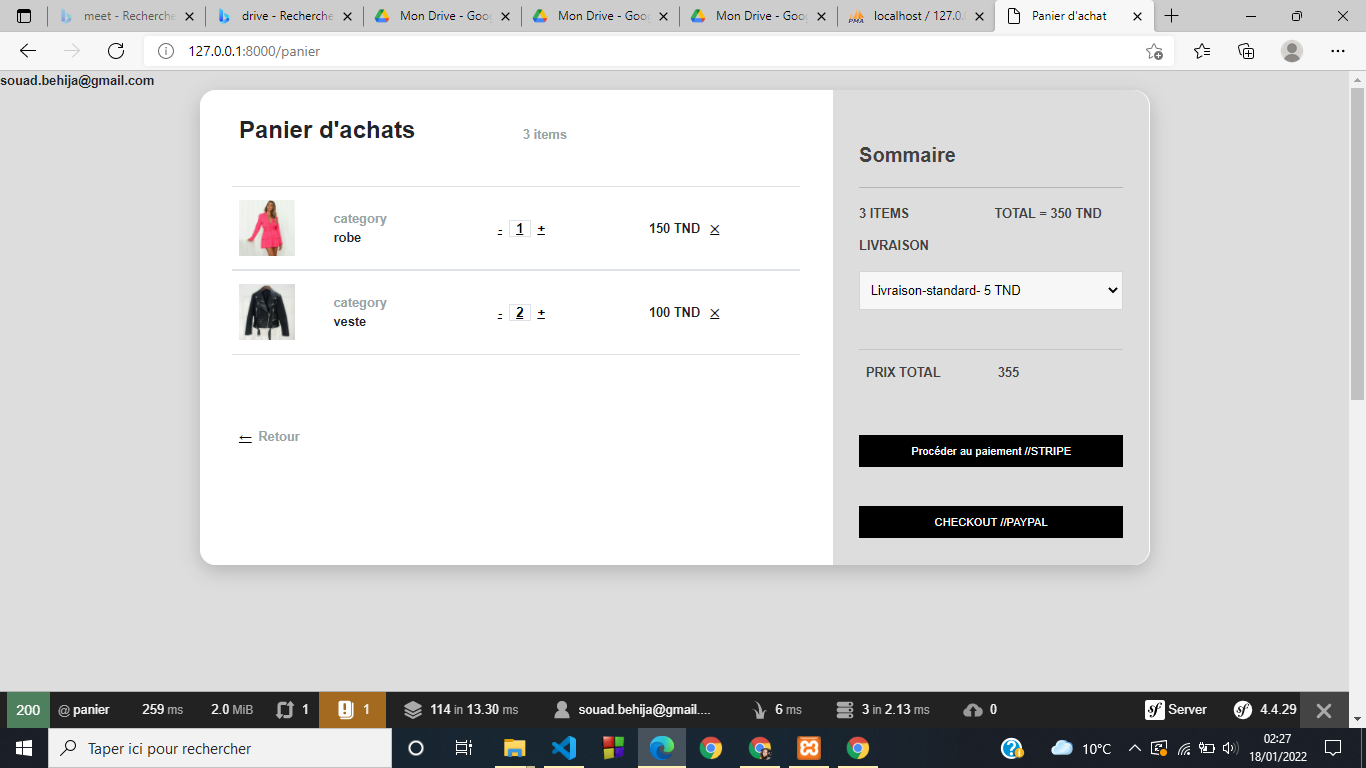 meet - Recherche
drive - Recherche
Mon Drive - Goo
Mon Drive - Goo
Mon Drive - Goo
localhost / 127.0.
Panier d'achat
127.0.0.1:8000/panier
souad.behija@gmail.com
Panier d'achats
3 items
category
robe
- 1 +
150 TND ×
category
veste
- 2 +
100 TND ×
← Retour
Sommaire
3 ITEMS
TOTAL = 350 TND
LIVRAISON
Livraison-standard- 5 TND
PRIX TOTAL
355
Procéder au paiement //STRIPE
CHECKOUT //PAYPAL
200 @ panier 259 ms 2.0 MiB 1 1 114 in 13.30 ms souad.behija@gmail.... 6 ms 3 in 2.13 ms 0 sf Server sf 4.4.29
Taper ici pour rechercher
10°C
02:27
18/01/2022